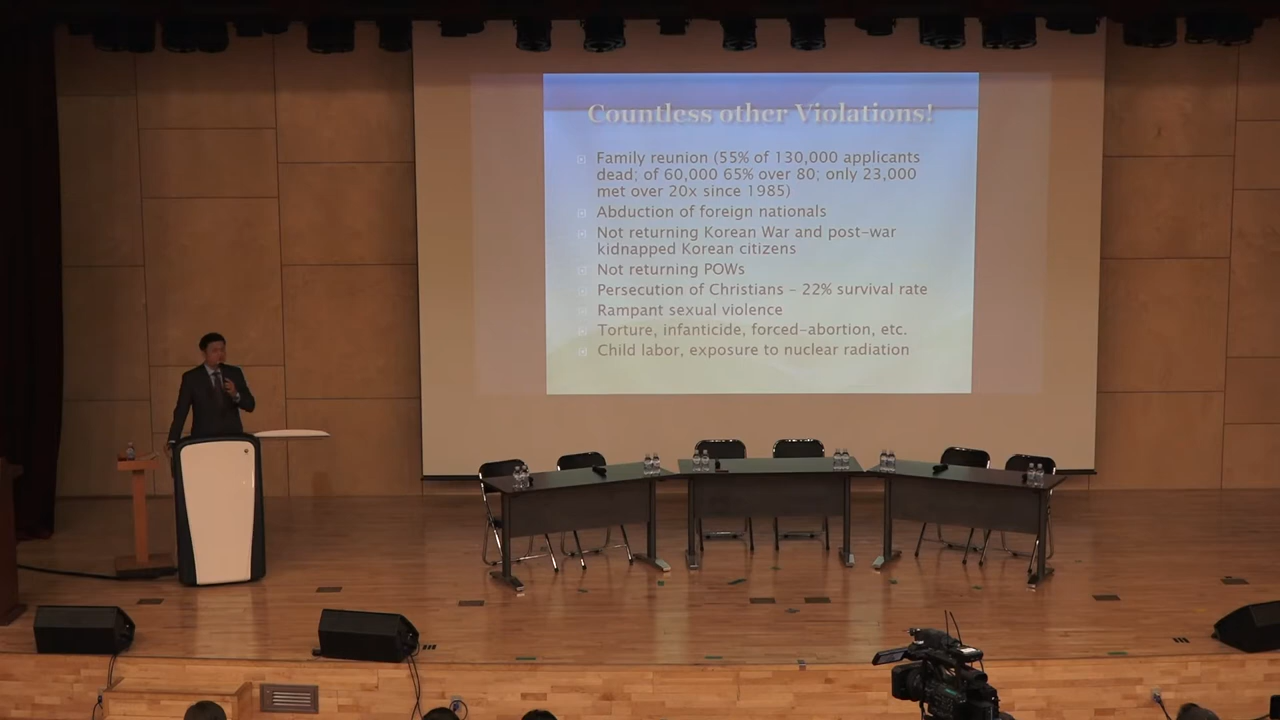 Countless other Violations!
Family reunion (55% of 130,000 applicants
dead; of 60,000 65% over 80; only 23,000
met over 20x since 1985)
Abduction of foreign nationals
Not returning Korean War and post-war
kidnapped Korean citizens
Not returning POWs
Persecution of Christians – 22% survival rate
Rampant sexual violence
Torture, infanticide, forced-abortion, etc.
Child labor, exposure to nuclear radiation